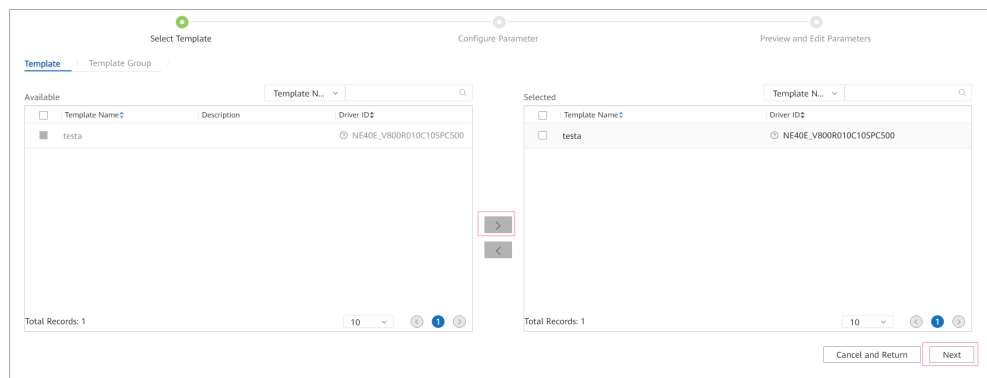 Select Template
Configure Parameter
Preview and Edit Parameters
Template
Template Group
Available
Template N...
Template Name
Description
Driver ID
testa
NE40E_V800R010C10SPC500
Total Records: 1
10
1
Selected
Template N...
Template Name
Driver ID
testa
NE40E_V800R010C10SPC500
Total Records: 1
10
1
Cancel and Return
Next